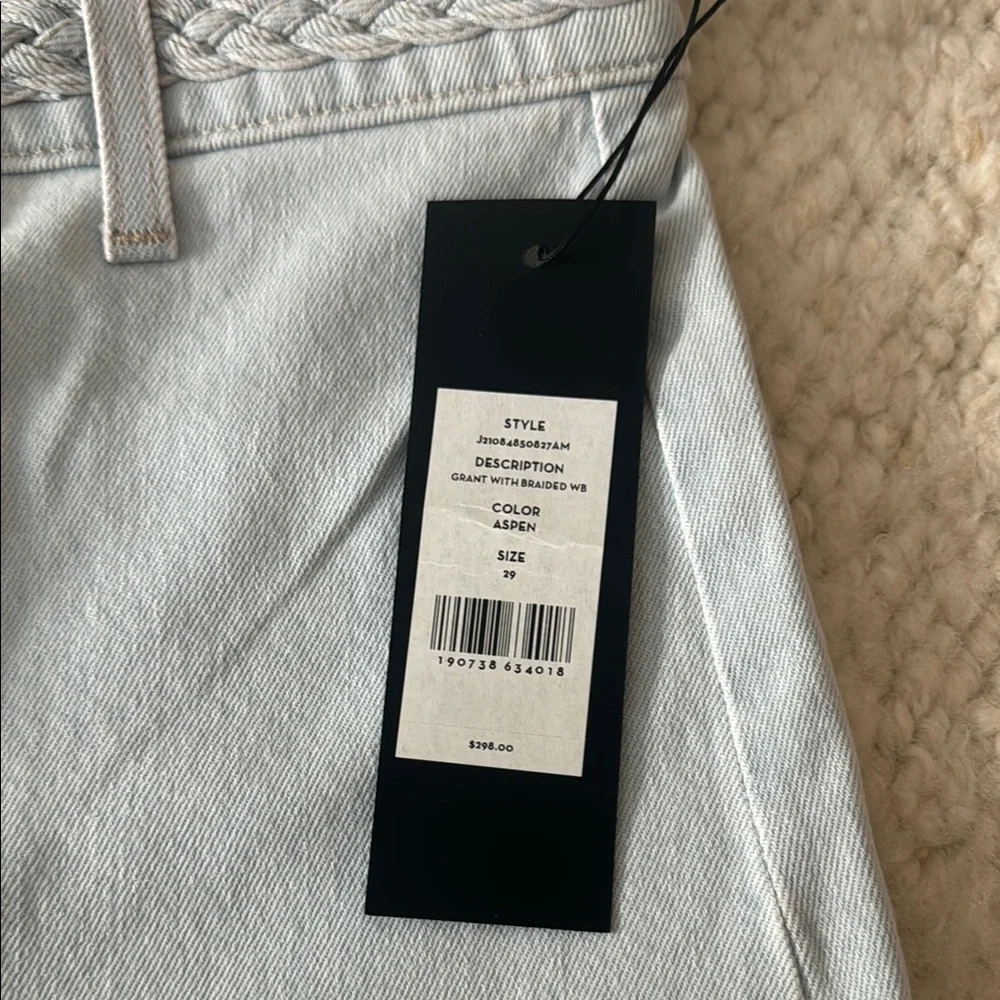 STYLE
J21084850827AM
DESCRIPTION
GRANT WITH BRAIDED WB
COLOR
ASPEN
SIZE
29
190738 634018
$298.00